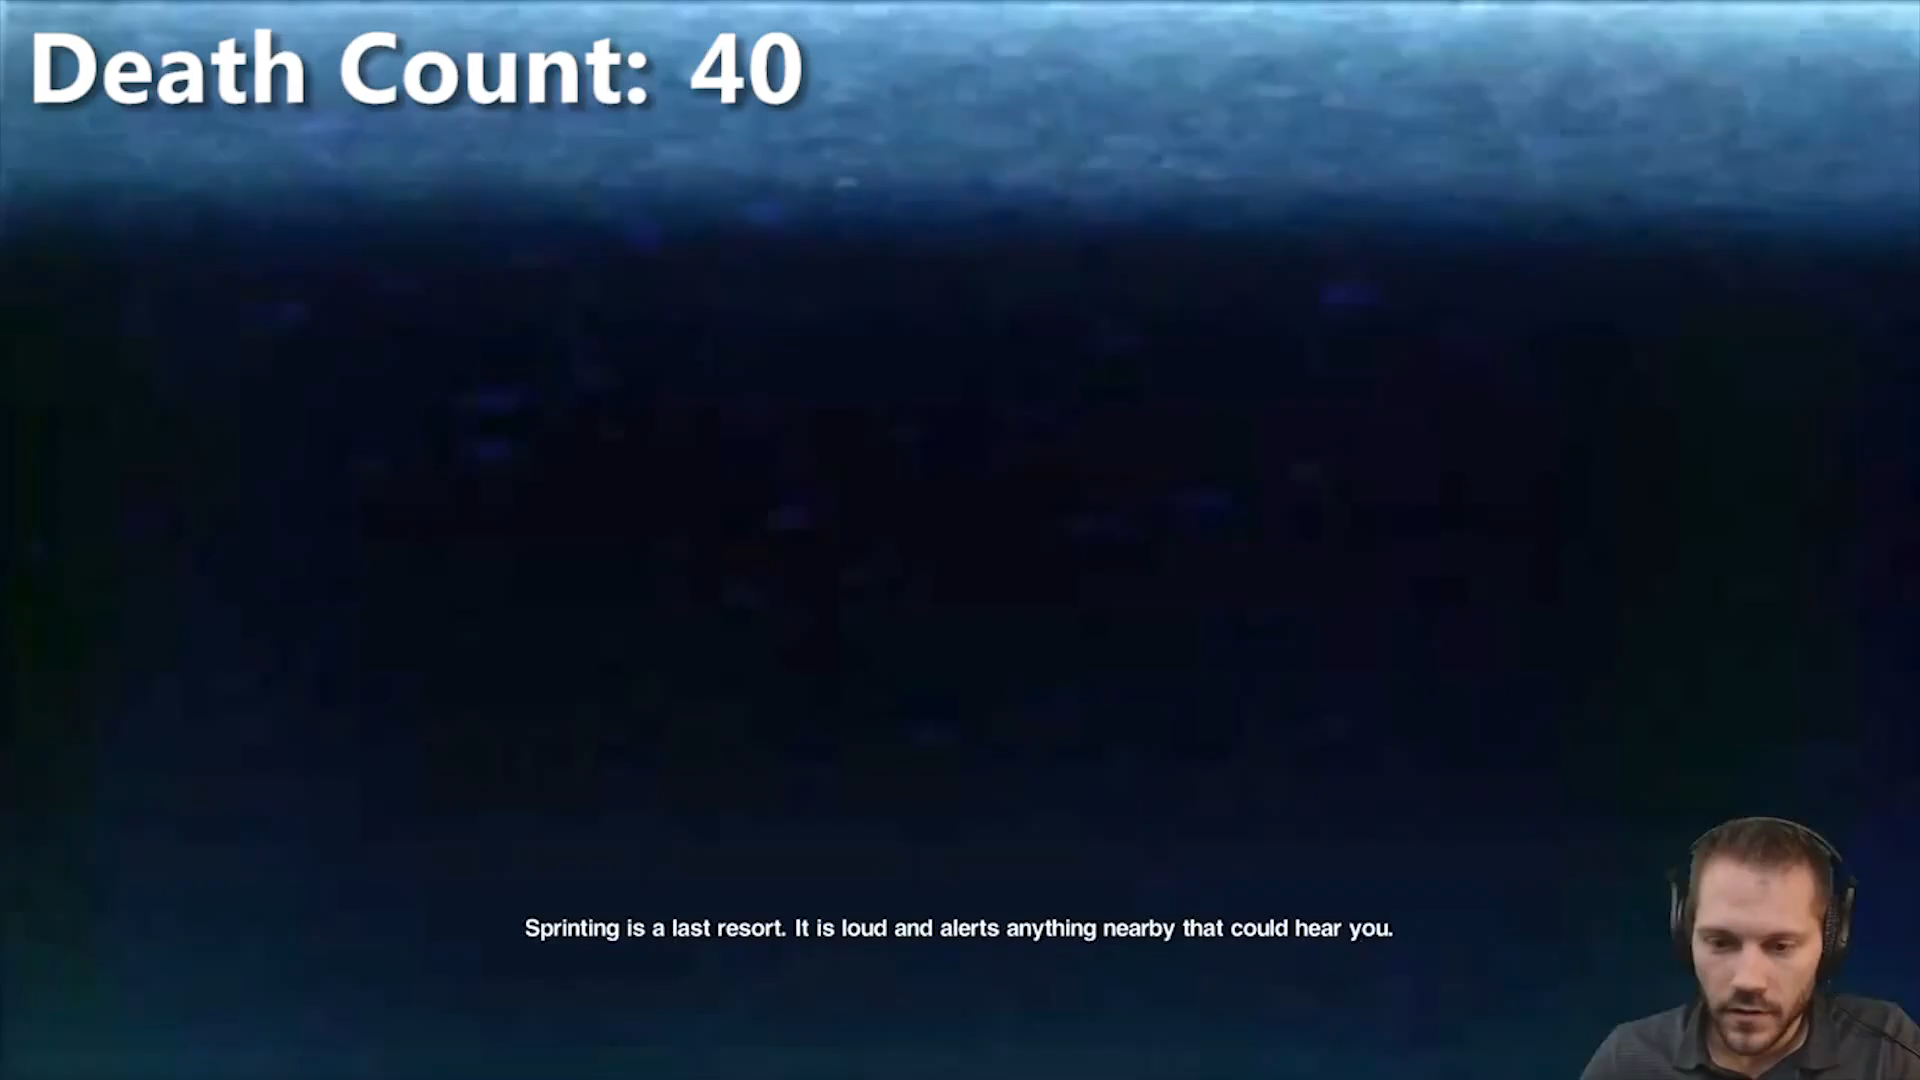 Death Count: 40
Sprinting is a last resort. It is loud and alerts anything nearby that could hear you.